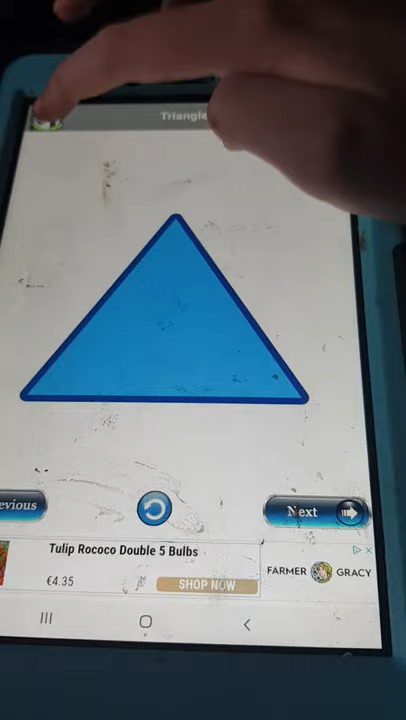 Triangle
evious
Next
Tulip Rococo Double 5 Bulbs
€4.35
SHOP NOW
FARMER GRACY